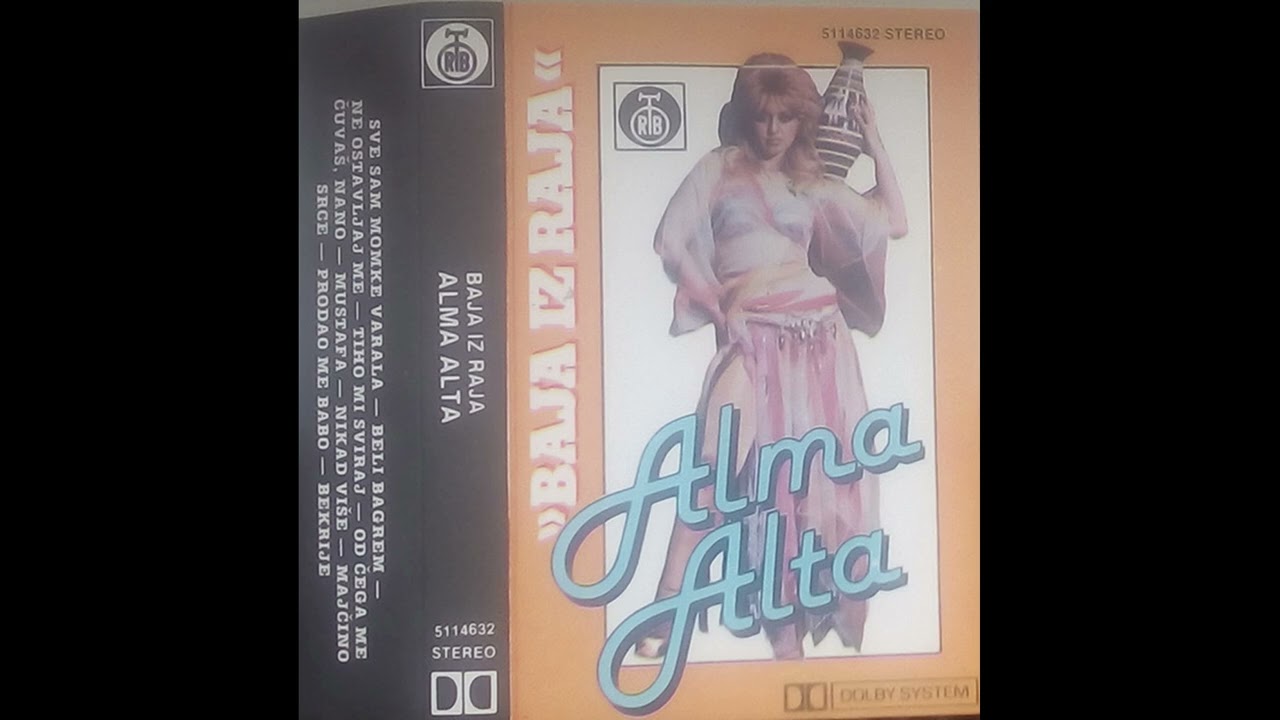 SVE SAM MOMKE VARALA — BELI BAGREM —
NE OSTAVLJAJ ME — TIHO MI SVIRAJ — OD ČEGA ME
ČUVAŠ, NANO — MUSTAFA — NIKAD VIŠE — MAJČINO
SRCE — PRODAO ME BABO — BEKRIJE
RTB
BAJA IZ RAJA
ALMA ALTA
5114632
STEREO
»BAJA IZ RAJA«
5114632 STEREO
RTB
Alma
Alta
DOLBY SYSTEM